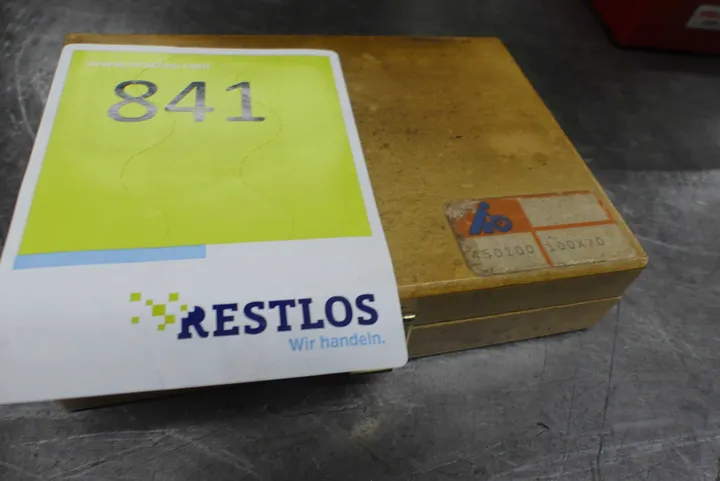 841
RESTLOS
Wir handeln.
450100
100X70